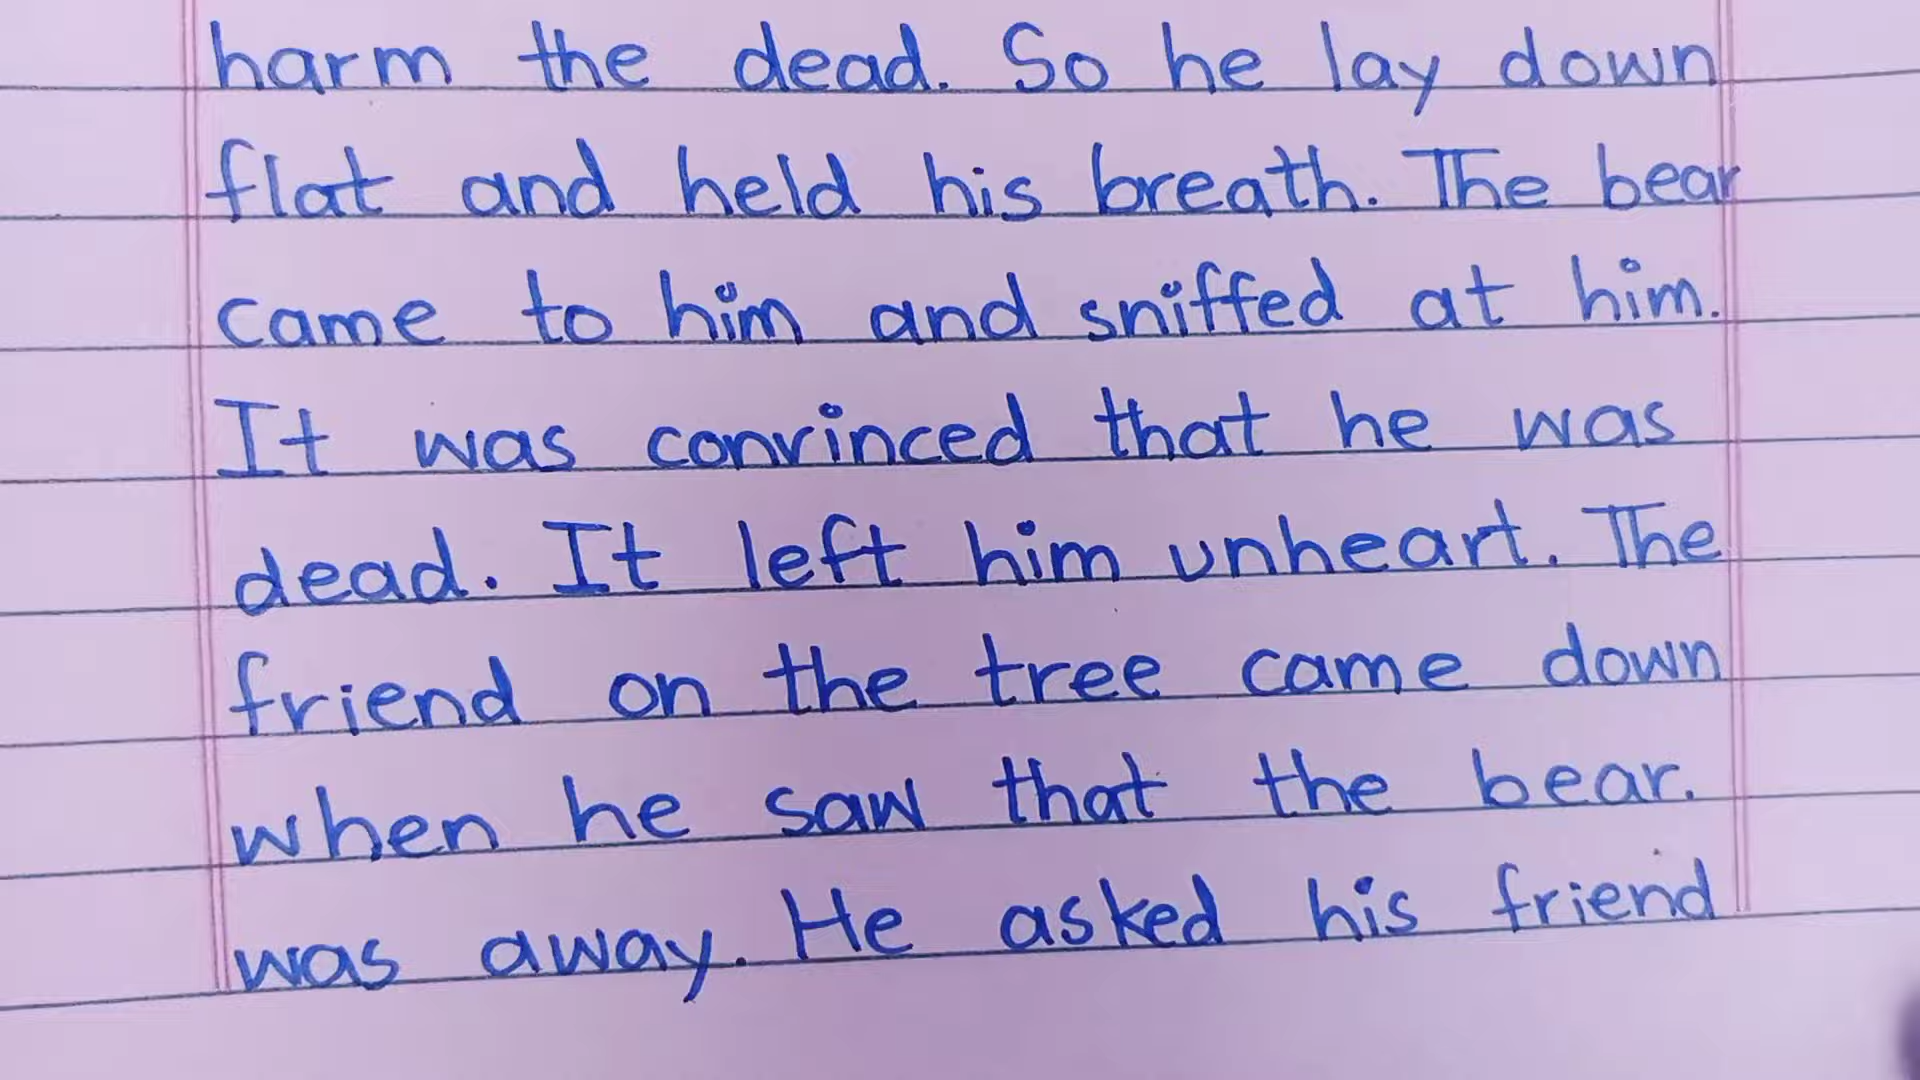 harm the dead. So he lay down
flat and held his breath. The bear
came to him and sniffed at him.
It was convinced that he was
dead. It left him unheart. The
friend on the tree came down
when he saw that the bear.
was away. He asked his friend